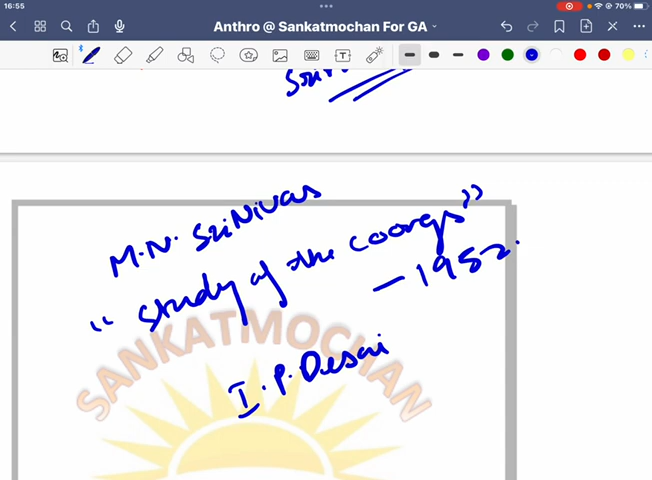 16:55
70%
Anthro @ Sankatmochan For GA
M.N. SriNivas
"Study of the Coorgs"
— 1952.
I.P. Desai
SANKATMOCHAN